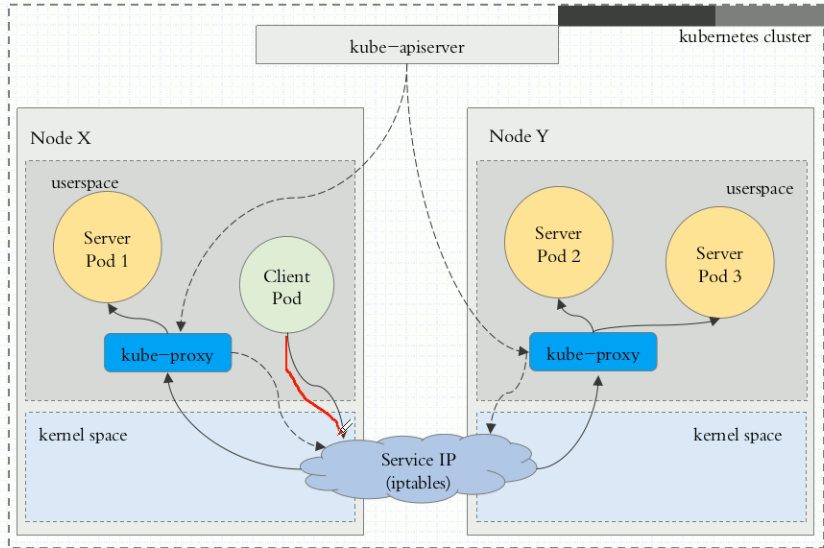 kube-apiserver
kubernetes cluster
Node X
Node Y
userspace
userspace
Server
Pod 1
Client
Pod
Server
Pod 2
Server
Pod 3
kube-proxy
kube-proxy
kernel space
kernel space
Service IP
(iptables)